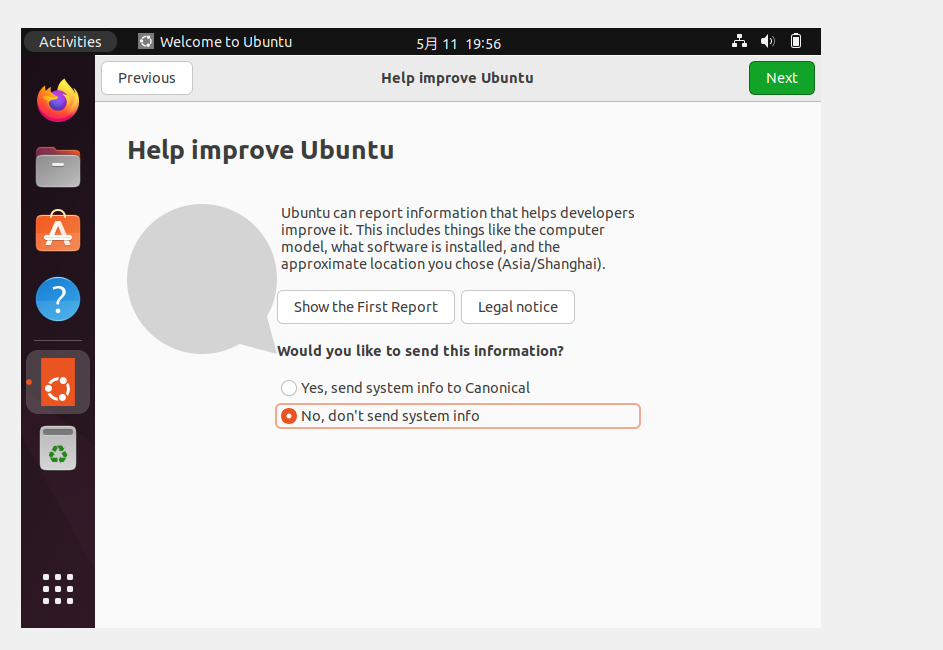 Activities Welcome to Ubuntu 5月 11 19:56
Previous Help improve Ubuntu Next
Help improve Ubuntu
Ubuntu can report information that helps developers
improve it. This includes things like the computer
model, what software is installed, and the
approximate location you chose (Asia/Shanghai).
Show the First Report Legal notice
Would you like to send this information?
Yes, send system info to Canonical
No, don't send system info